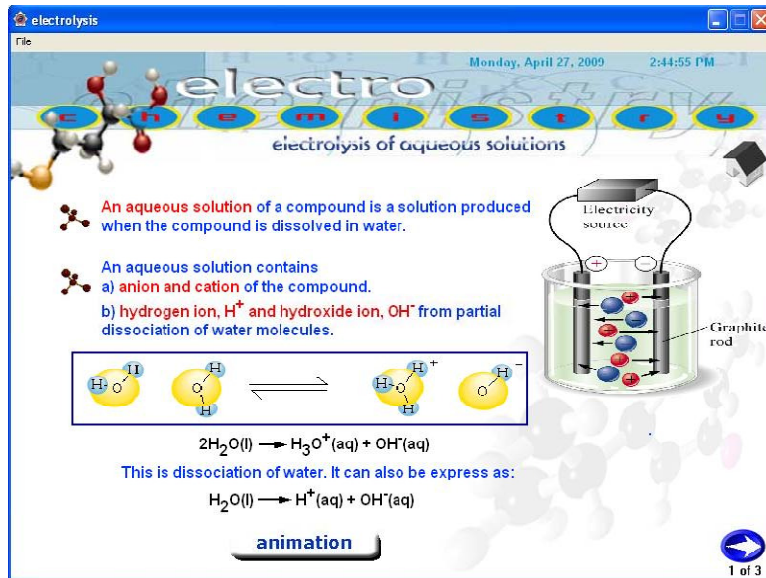 electrolysis
File
Monday, April 27, 2009 2:44:55 PM
electro
chemistry
electrolysis of aqueous solutions
An aqueous solution of a compound is a solution produced
when the compound is dissolved in water.
An aqueous solution contains
a) anion and cation of the compound.
b) hydrogen ion, H⁺ and hydroxide ion, OH⁻ from partial
dissociation of water molecules.
Electricity
source
+ −
Graphite
rod
H O H
O H H
H O H H +
O H −
2H₂O(l) → H₃O⁺(aq) + OH⁻(aq)
This is dissociation of water. It can also be express as:
H₂O(l) → H⁺(aq) + OH⁻(aq)
animation
1 of 3